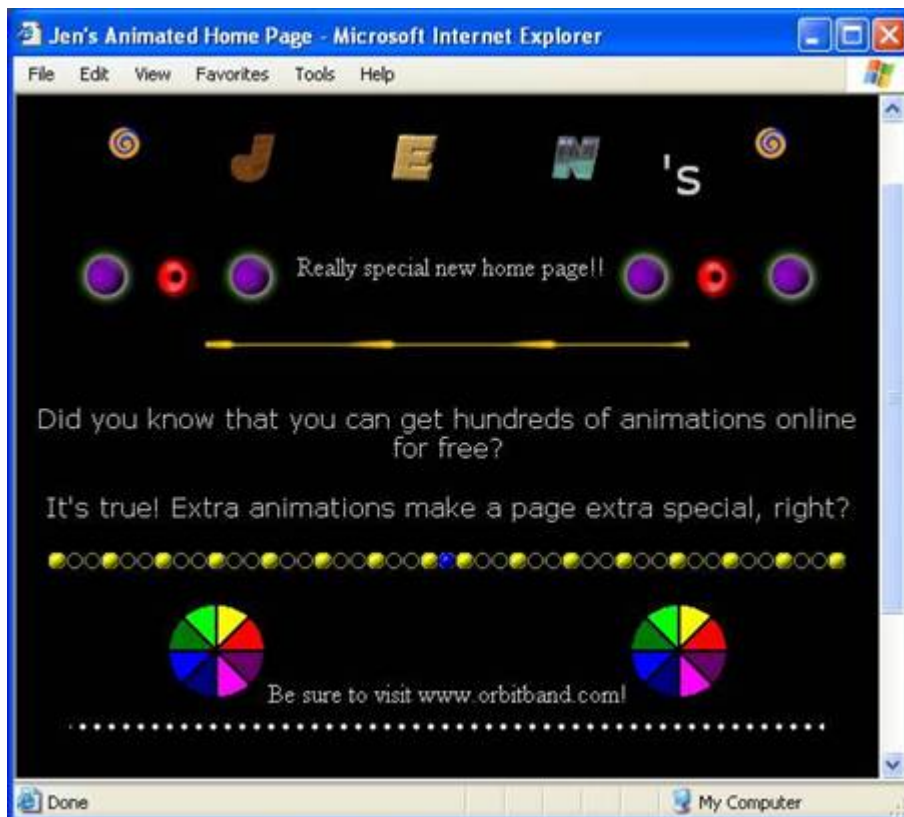 Jen's Animated Home Page - Microsoft Internet Explorer
File Edit View Favorites Tools Help
J E N 's
Really special new home page!!
Did you know that you can get hundreds of animations online
for free?
It's true! Extra animations make a page extra special, right?
Be sure to visit www.orbitband.com!
Done My Computer